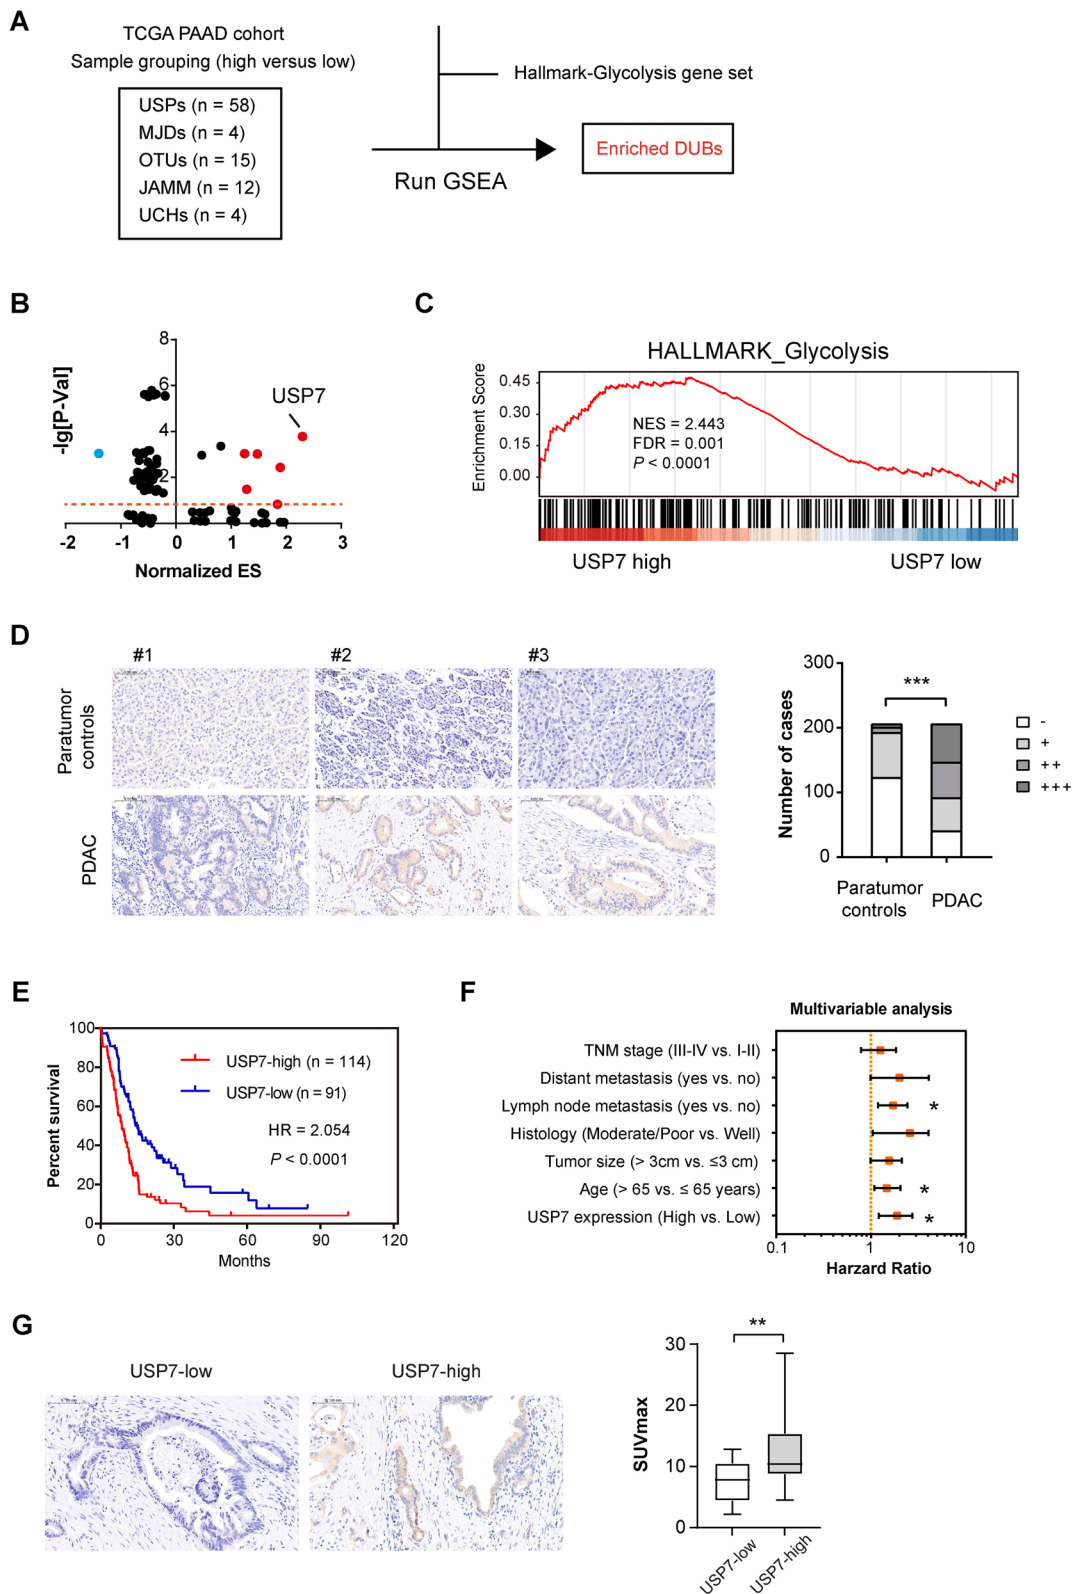 A
TCGA PAAD cohort
Sample grouping (high versus low)
USPs (n = 58)
MJDs (n = 4)
OTUs (n = 15)
JAMM (n = 12)
UCHs (n = 4)
Hallmark-Glycolysis gene set
Run GSEA
Enriched DUBs
B
-lg[P-Val]
8
6
4
2
USP7
-2 -1 0 1 2 3
Normalized ES
C
HALLMARK_Glycolysis
Enrichment Score
0.45
0.30
0.15
0.00
NES = 2.443
FDR = 0.001
P < 0.0001
USP7 high
USP7 low
D
#1 #2 #3
Paratumor
controls
PDAC
Number of cases
300
200
100
0
***
-
+
++
+++
Paratumor
controls
PDAC
E
Percent survival
100
80
60
40
20
0
USP7-high (n = 114)
USP7-low (n = 91)
HR = 2.054
P < 0.0001
0 30 60 90 120
Months
F
Multivariable analysis
TNM stage (III-IV vs. I-II)
Distant metastasis (yes vs. no)
Lymph node metastasis (yes vs. no) *
Histology (Moderate/Poor vs. Well)
Tumor size (> 3cm vs. ≤3 cm)
Age (> 65 vs. ≤ 65 years) *
USP7 expression (High vs. Low) *
0.1 1 10
Harzard Ratio
G
USP7-low
USP7-high
SUVmax
30
20
10
0
**
USP7-low
USP7-high